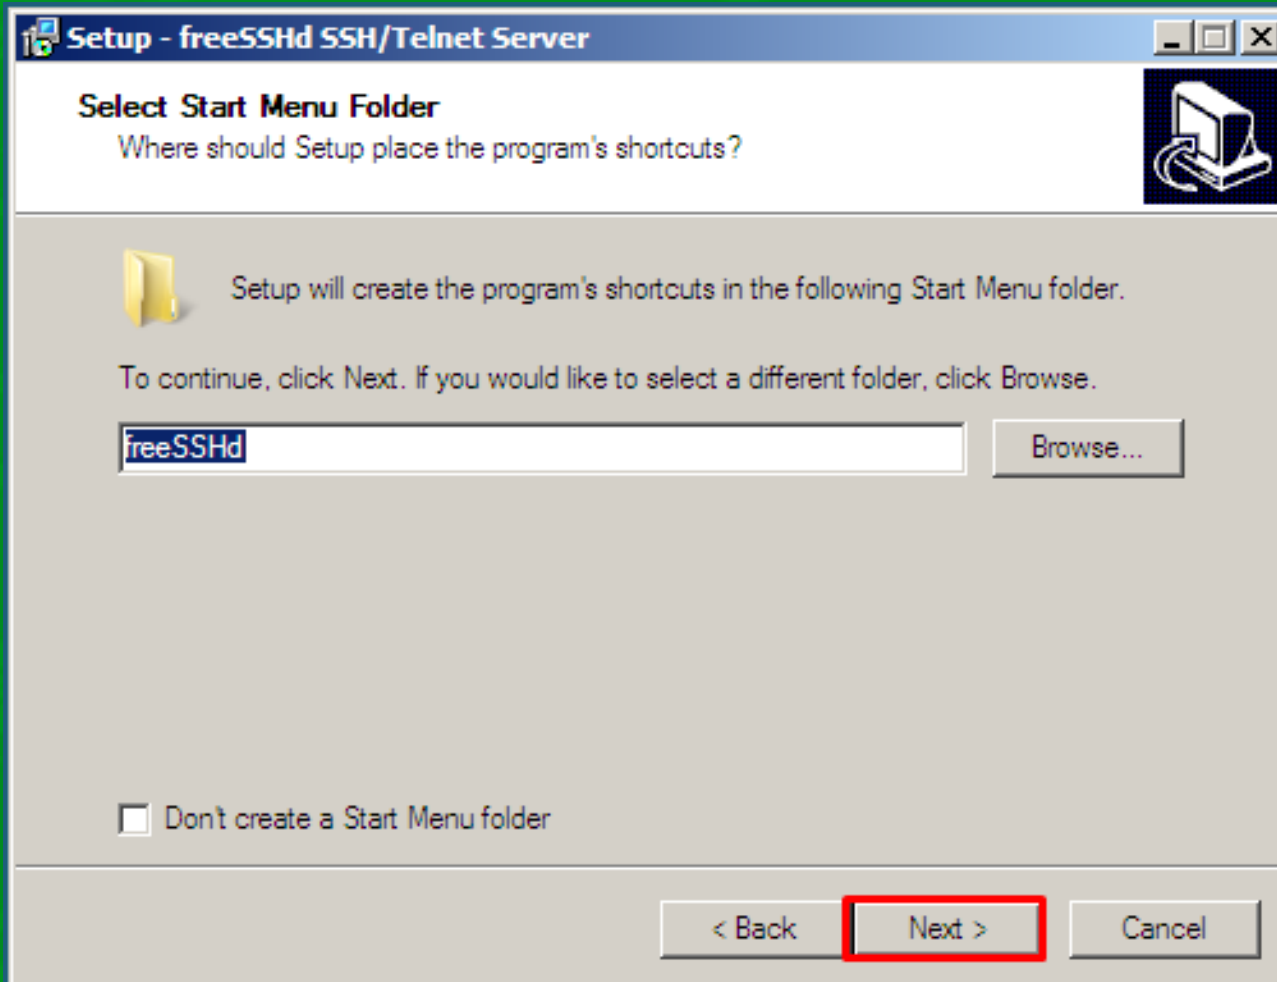 Setup - freeSSHd SSH/Telnet Server
Select Start Menu Folder
Where should Setup place the program's shortcuts?
Setup will create the program's shortcuts in the following Start Menu folder.
To continue, click Next. If you would like to select a different folder, click Browse.
freeSSHd
Browse...
Don't create a Start Menu folder
< Back
Next >
Cancel